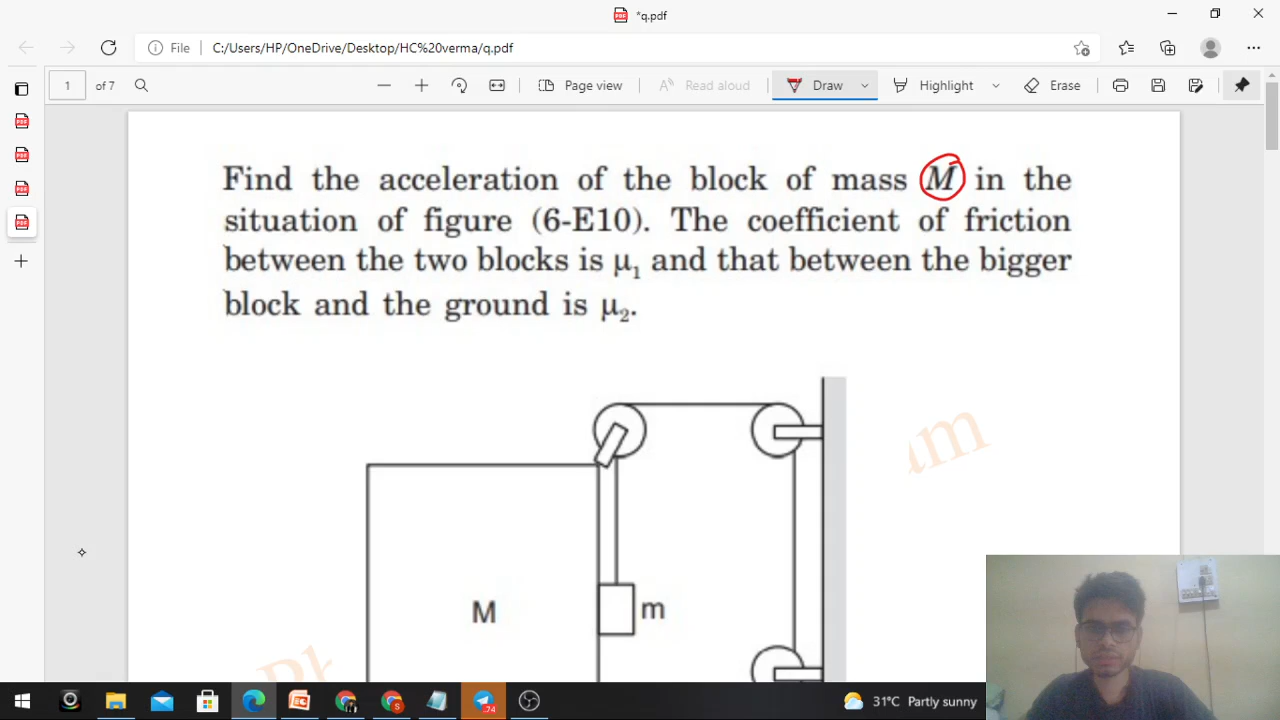 *q.pdf
File
C:/Users/HP/OneDrive/Desktop/HC%20verma/q.pdf
1 of 7
Page view
Read aloud
Draw
Highlight
Erase
Find the acceleration of the block of mass M in the
situation of figure (6-E10). The coefficient of friction
between the two blocks is μ₁ and that between the bigger
block and the ground is μ₂.
M
m
31°C Partly sunny